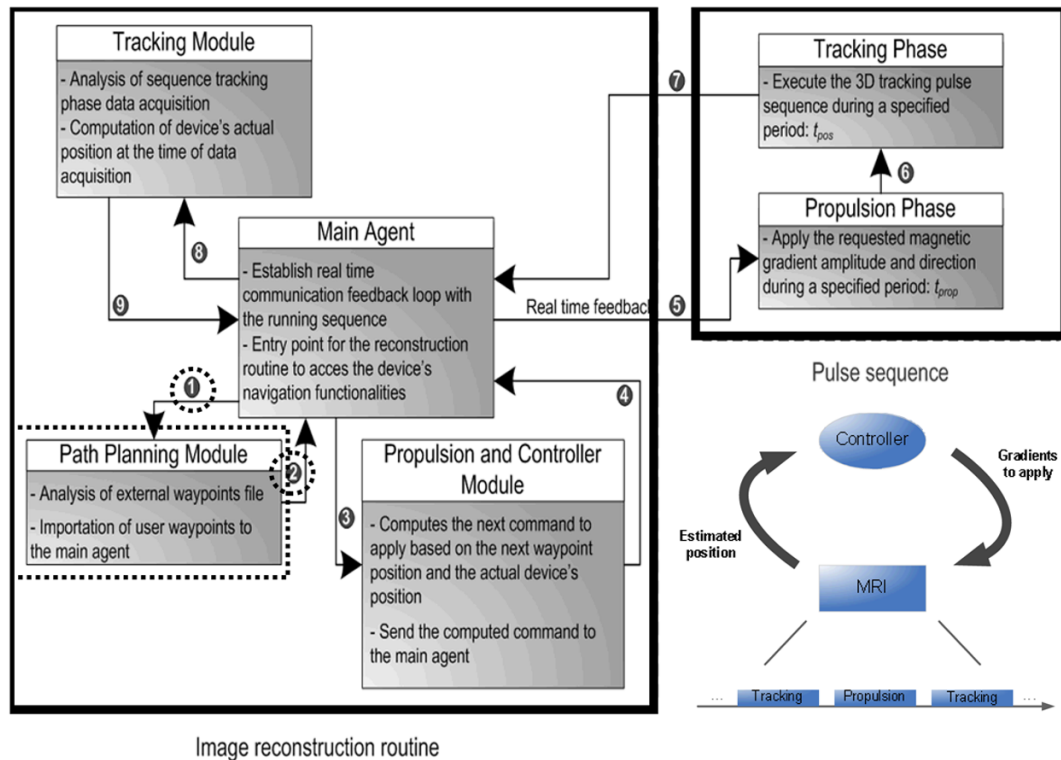 Tracking Module
- Analysis of sequence tracking
phase data acquisition
- Computation of device's actual
position at the time of data
acquisition
8
9
Main Agent
- Establish real time
communication feedback loop with
the running sequence
- Entry point for the reconstruction
routine to acces the device's
navigation functionalities
1
Path Planning Module
- Analysis of external waypoints file
- Importation of user waypoints to
the main agent
2
3
Propulsion and Controller
Module
- Computes the next command to
apply based on the next waypoint
position and the actual device's
position
- Send the computed command to
the main agent
4
Real time feedback
5
7
Image reconstruction routine
Tracking Phase
- Execute the 3D tracking pulse
sequence during a specified
period: tpos
6
Propulsion Phase
- Apply the requested magnetic
gradient amplitude and direction
during a specified period: tprop
Pulse sequence
Controller
Gradients
to apply
Estimated
position
MRI
... Tracking Propulsion Tracking ...